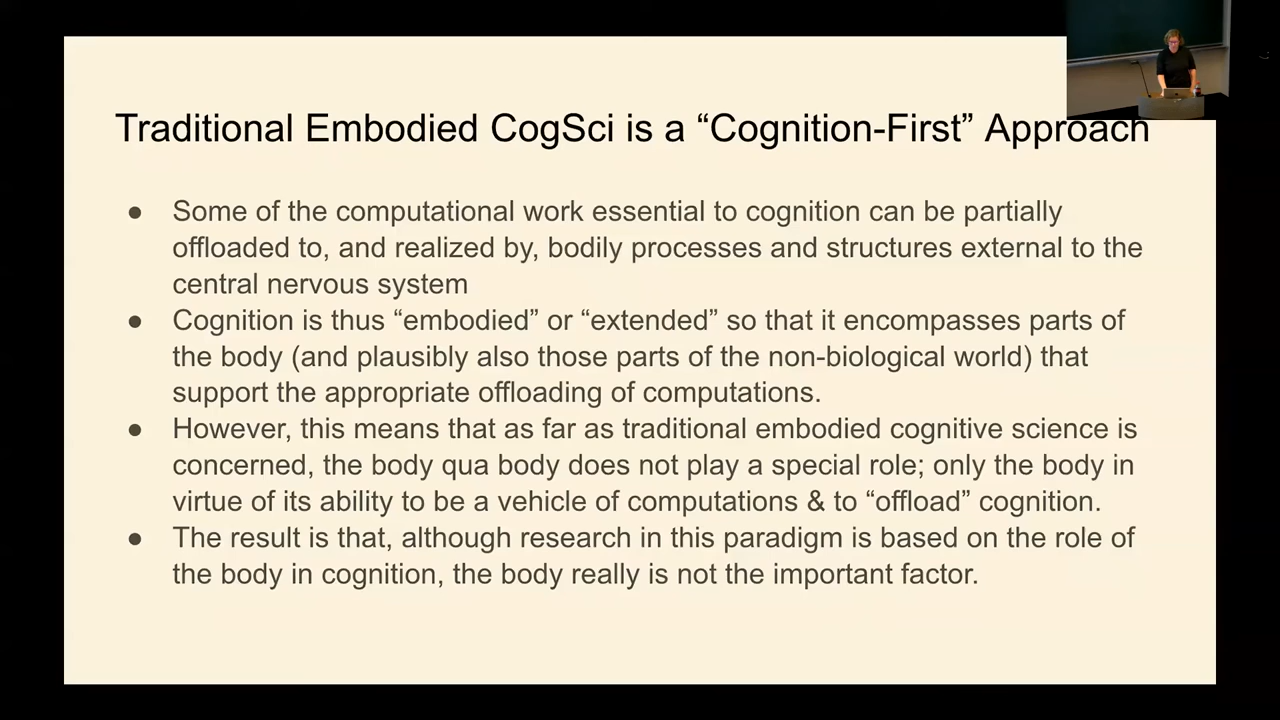 Traditional Embodied CogSci is a “Cognition-First” Approach
● Some of the computational work essential to cognition can be partially
offloaded to, and realized by, bodily processes and structures external to the
central nervous system
● Cognition is thus “embodied” or “extended” so that it encompasses parts of
the body (and plausibly also those parts of the non-biological world) that
support the appropriate offloading of computations.
● However, this means that as far as traditional embodied cognitive science is
concerned, the body qua body does not play a special role; only the body in
virtue of its ability to be a vehicle of computations & to “offload” cognition.
● The result is that, although research in this paradigm is based on the role of
the body in cognition, the body really is not the important factor.